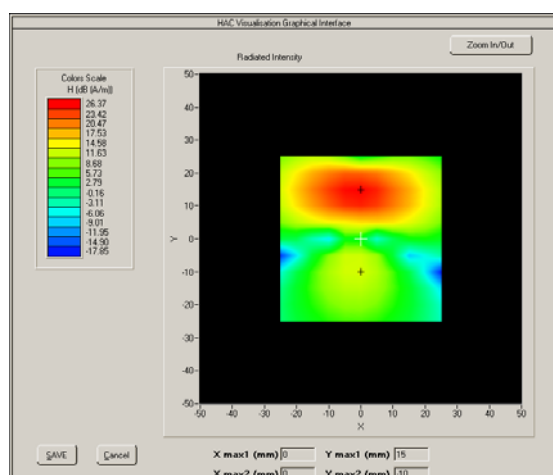 HAC Visualisation Graphical Interface
Zoom In/Out
Radiated Intensity
Colors Scale
H (dB (A/m))
26.37
23.42
20.47
17.53
14.58
11.63
8.68
5.73
2.79
-0.16
-3.11
-6.06
-9.01
-11.95
-14.90
-17.85
50
40
30
20
10
0
-10
-20
-30
-40
-50
Y
-50 -40 -30 -20 -10 0 10 20 30 40 50
X
SAVE
Cancel
X max1 (mm) 0 Y max1 (mm) 15
X max2 (mm) 0 Y max2 (mm) -10